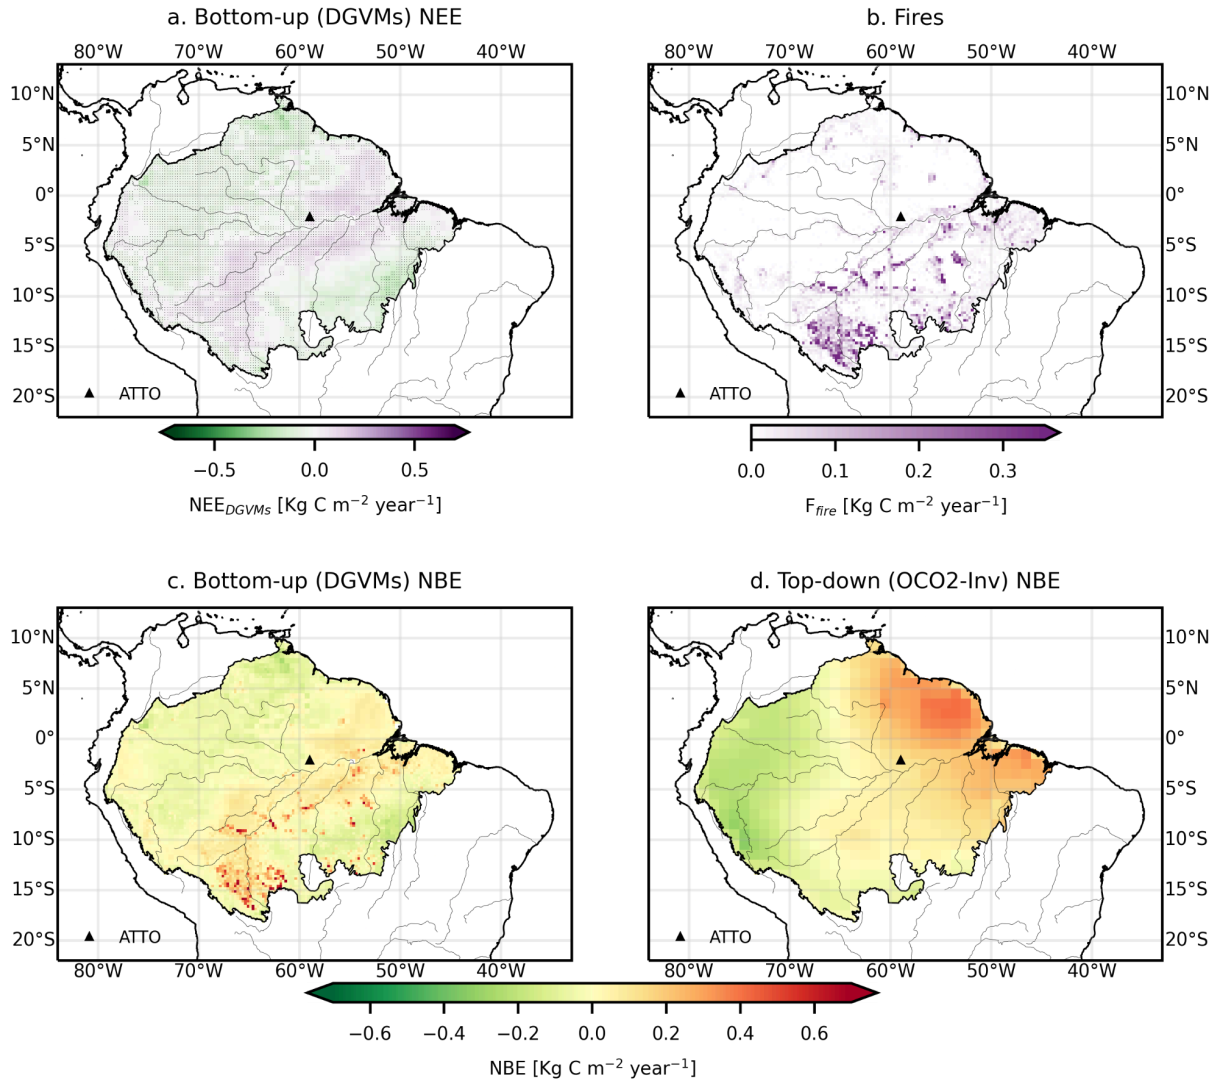 a. Bottom-up (DGVMs) NEE
80°W 70°W 60°W 50°W 40°W
10°N
5°N
0°
5°S
10°S
15°S
20°S
ATTO
−0.5 0.0 0.5
NEE_DGVMs [Kg C m⁻² year⁻¹]
b. Fires
80°W 70°W 60°W 50°W 40°W
10°N
5°N
0°
5°S
10°S
15°S
20°S
ATTO
0.0 0.1 0.2 0.3
F_fire [Kg C m⁻² year⁻¹]
c. Bottom-up (DGVMs) NBE
10°N
5°N
0°
5°S
10°S
15°S
20°S
ATTO
80°W 70°W 60°W 50°W 40°W
d. Top-down (OCO2-Inv) NBE
10°N
5°N
0°
5°S
10°S
15°S
20°S
ATTO
80°W 70°W 60°W 50°W 40°W
−0.6 −0.4 −0.2 0.0 0.2 0.4 0.6
NBE [Kg C m⁻² year⁻¹]